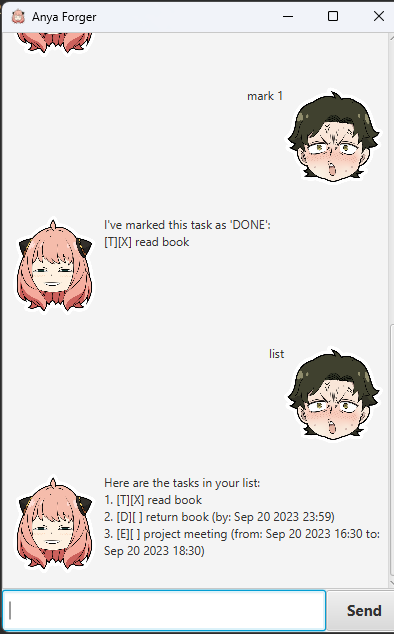 Anya Forger
mark 1
I've marked this task as 'DONE':
[T][X] read book
list
Here are the tasks in your list:
1. [T][X] read book
2. [D][ ] return book (by: Sep 20 2023 23:59)
3. [E][ ] project meeting (from: Sep 20 2023 16:30 to:
Sep 20 2023 18:30)
Send